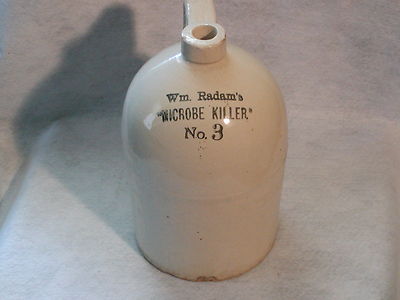 Wm. Radam's
"MICROBE KILLER,"
No. 3